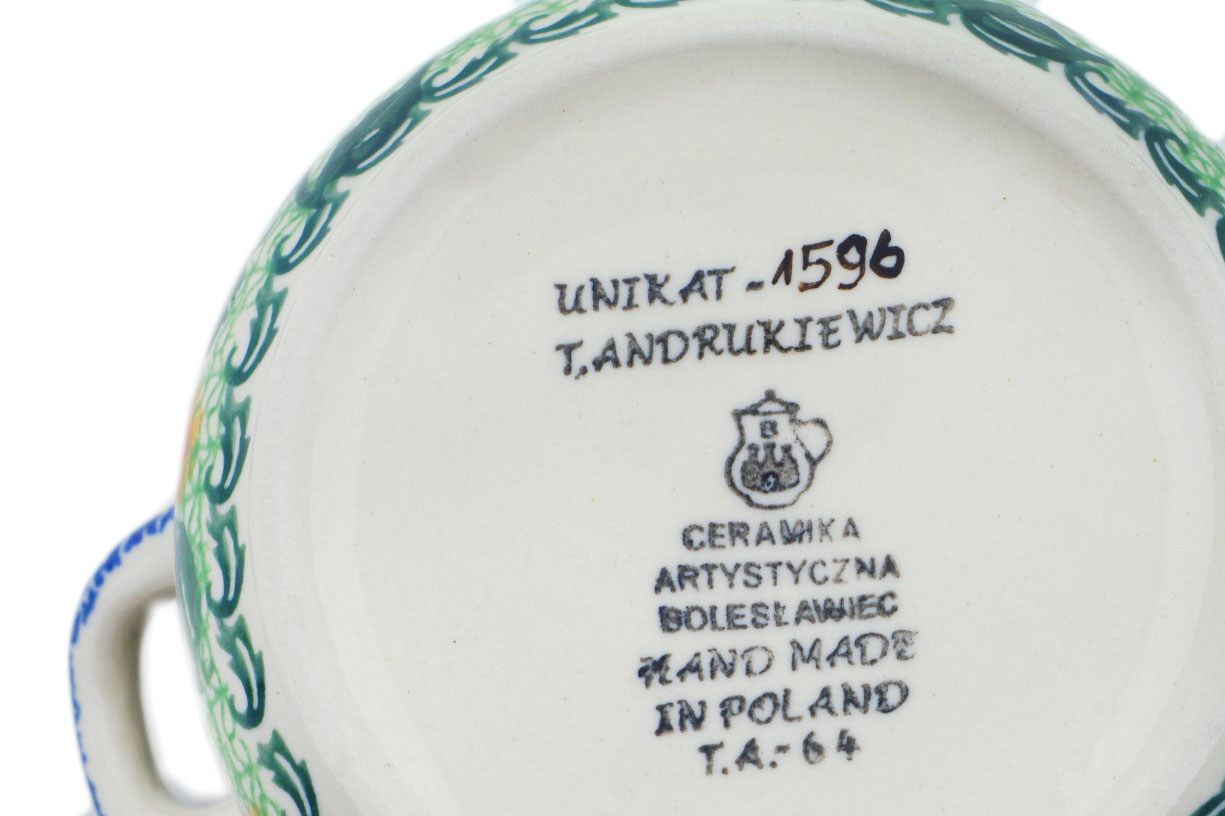 UNIKAT - 1596
T. ANDRUKIEWICZ
B
CERAMIKA
ARTYSTYCZNA
BOLESŁAWIEC
HAND MADE
IN POLAND
T.A.- 64